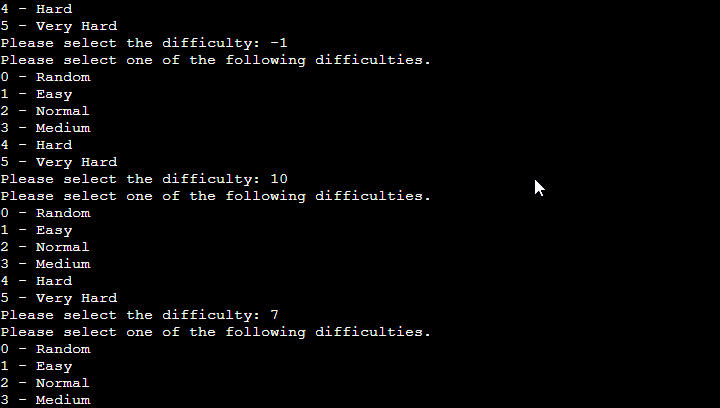 4 - Hard
5 - Very Hard
Please select the difficulty: -1
Please select one of the following difficulties.
0 - Random
1 - Easy
2 - Normal
3 - Medium
4 - Hard
5 - Very Hard
Please select the difficulty: 10
Please select one of the following difficulties.
0 - Random
1 - Easy
2 - Normal
3 - Medium
4 - Hard
5 - Very Hard
Please select the difficulty: 7
Please select one of the following difficulties.
0 - Random
1 - Easy
2 - Normal
3 - Medium